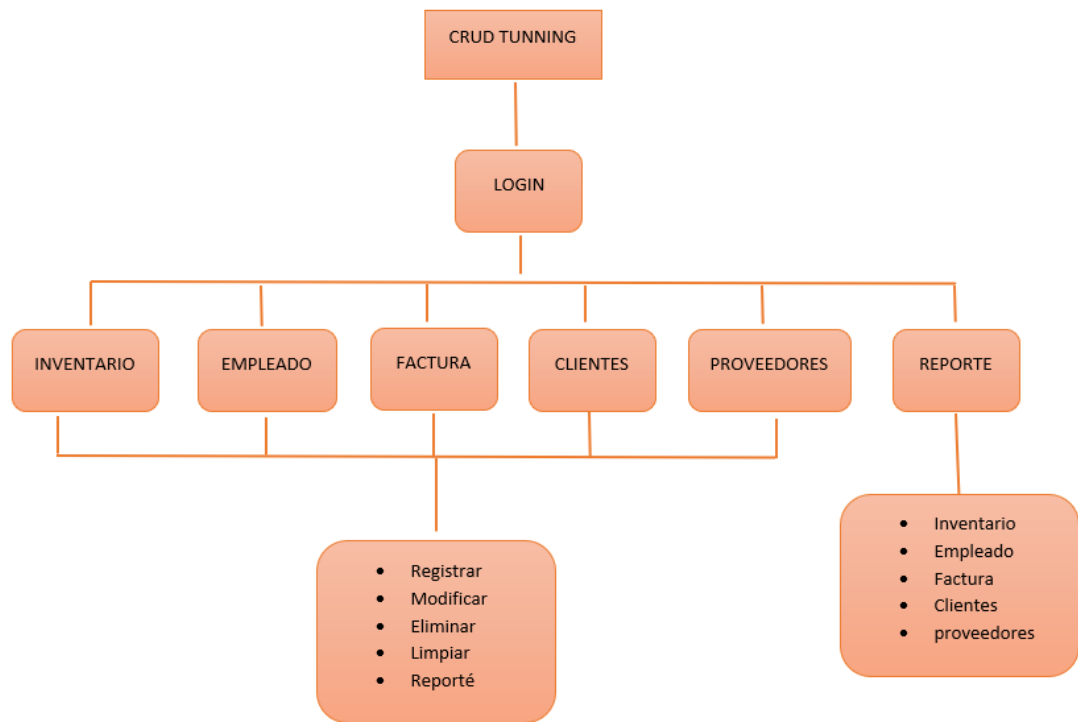 CRUD TUNNING
LOGIN
INVENTARIO
EMPLEADO
FACTURA
CLIENTES
PROVEEDORES
REPORTE
• Registrar
• Modificar
• Eliminar
• Limpiar
• Reporté
• Inventario
• Empleado
• Factura
• Clientes
• proveedores